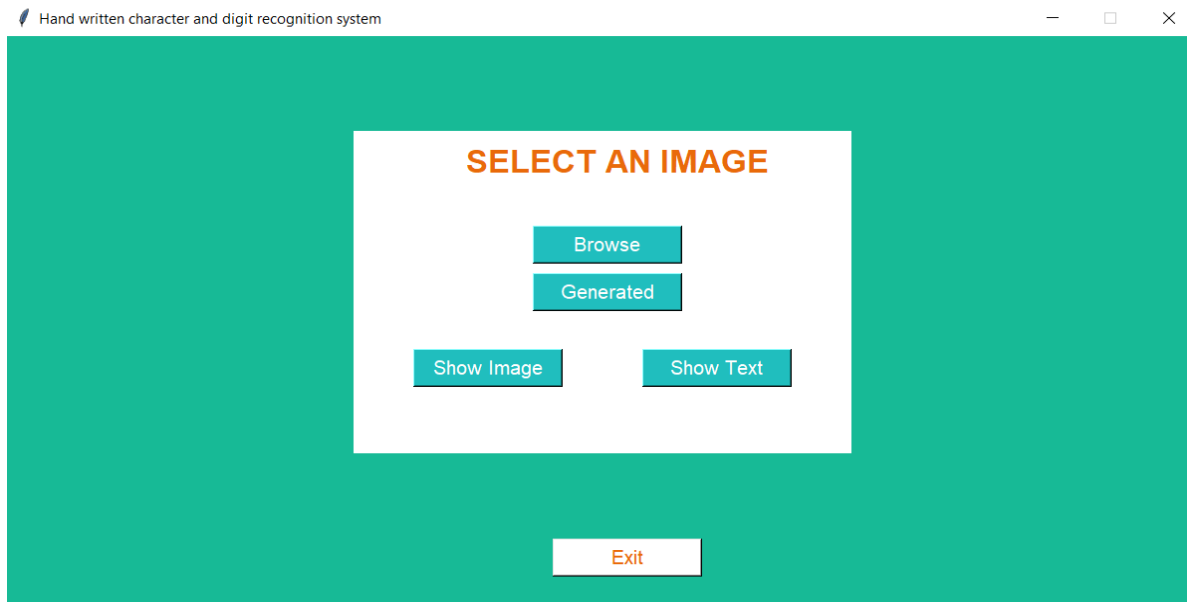 Hand written character and digit recognition system
SELECT AN IMAGE
Browse
Generated
Show Image Show Text
Exit